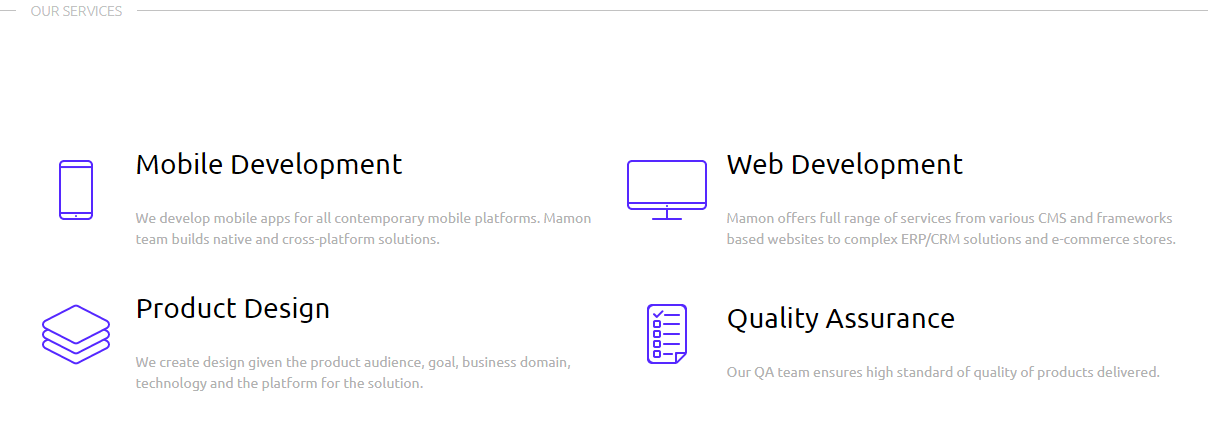 OUR SERVICES
Mobile Development
We develop mobile apps for all contemporary mobile platforms. Mamon
team builds native and cross-platform solutions.
Web Development
Mamon offers full range of services from various CMS and frameworks
based websites to complex ERP/CRM solutions and e-commerce stores.
Product Design
We create design given the product audience, goal, business domain,
technology and the platform for the solution.
Quality Assurance
Our QA team ensures high standard of quality of products delivered.